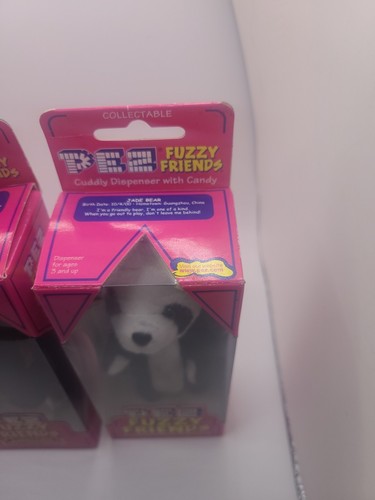 COLLECTABLE
PEZ FUZZY
FRIENDS
Cuddly Dispenser with Candy
JADE BEAR
I'm a friendly bear, I'm one of a kind
When you go out to play, don't leave me behind!
Dispenser
for ages
5 and up
PEZ
FUZZY
FRIENDS